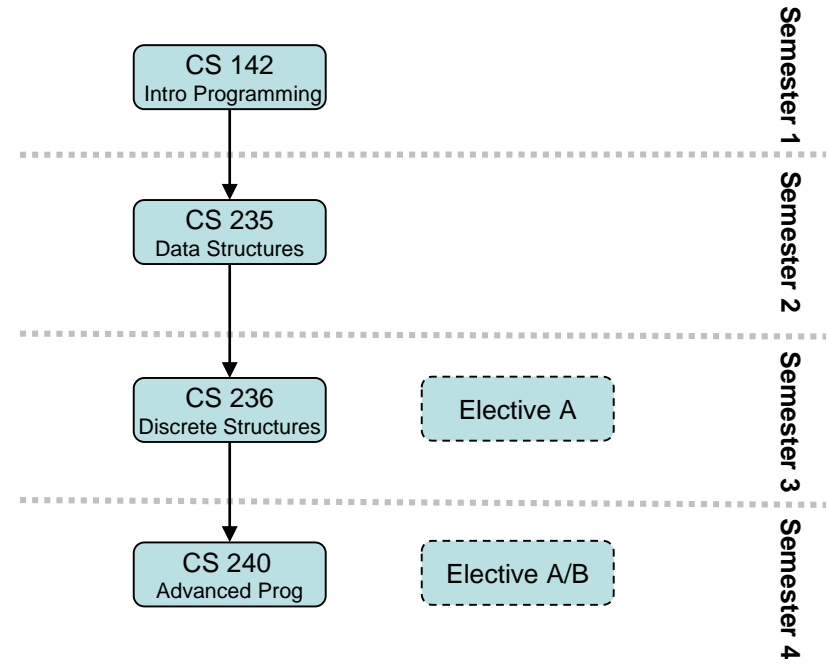 CS 142
Intro Programming
Semester 1
CS 235
Data Structures
Semester 2
CS 236
Discrete Structures
Elective A
Semester 3
CS 240
Advanced Prog
Elective A/B
Semester 4